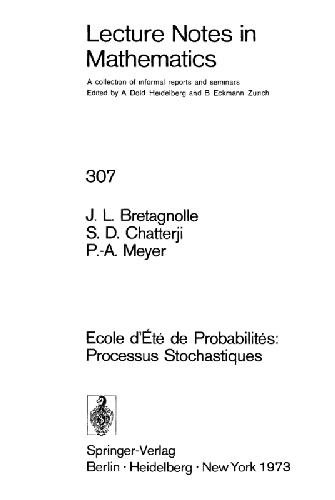 Lecture Notes in
Mathematics
A collection of informal reports and seminars
Edited by A. Dold Heidelberg and B. Eckmann Zurich
307
J. L. Bretagnolle
S. D. Chatterji
P.-A. Meyer
Ecole d'Été de Probabilités:
Processus Stochastiques
Springer-Verlag
Berlin · Heidelberg · New York 1973